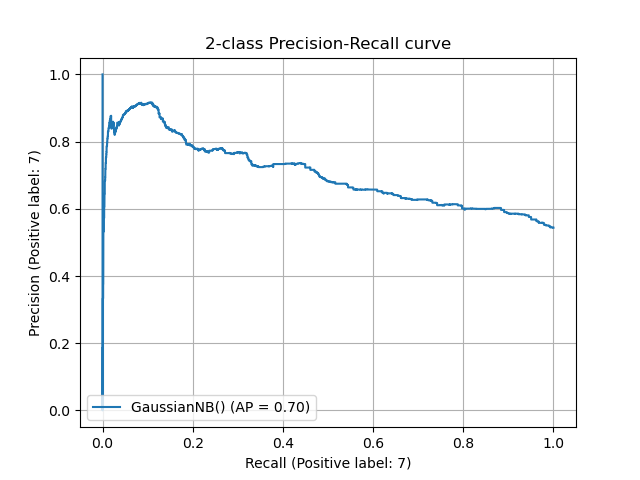 2-class Precision-Recall curve
1.0
0.8
0.6
0.4
0.2
0.0
Precision (Positive label: 7)
GaussianNB() (AP = 0.70)
0.0 0.2 0.4 0.6 0.8 1.0
Recall (Positive label: 7)